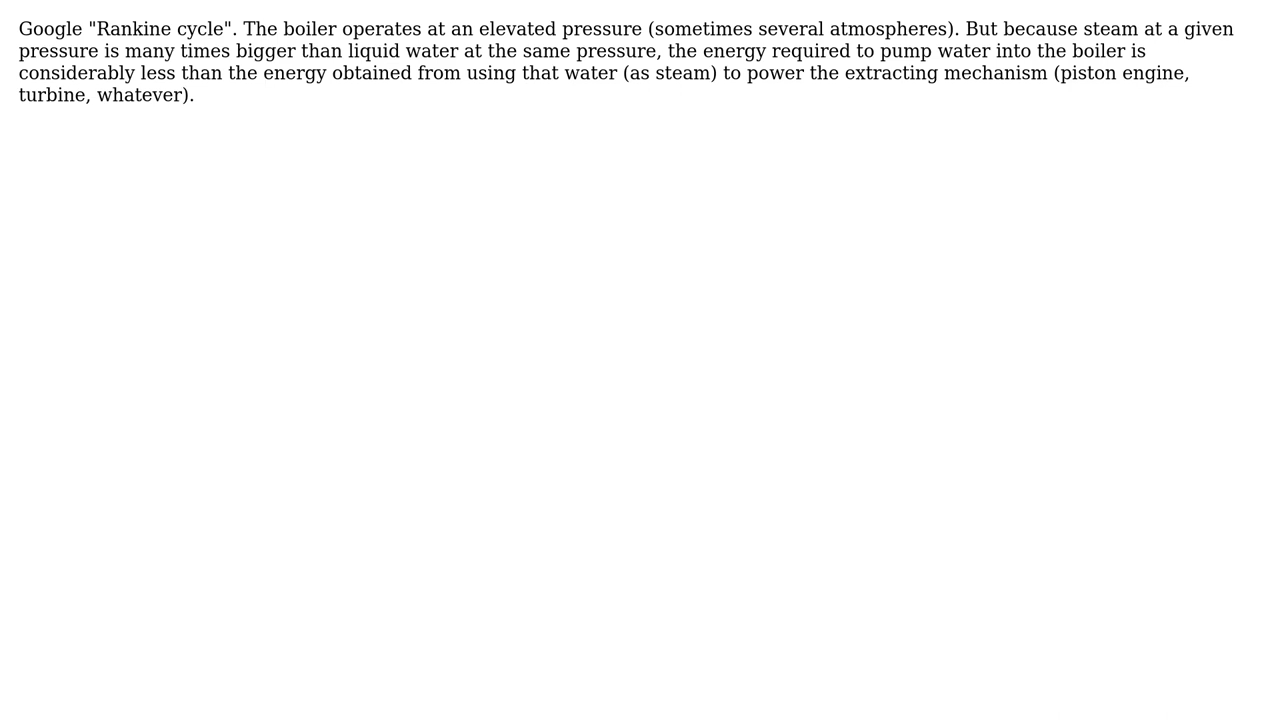 Google "Rankine cycle". The boiler operates at an elevated pressure (sometimes several atmospheres). But because steam at a given
pressure is many times bigger than liquid water at the same pressure, the energy required to pump water into the boiler is
considerably less than the energy obtained from using that water (as steam) to power the extracting mechanism (piston engine,
turbine, whatever).